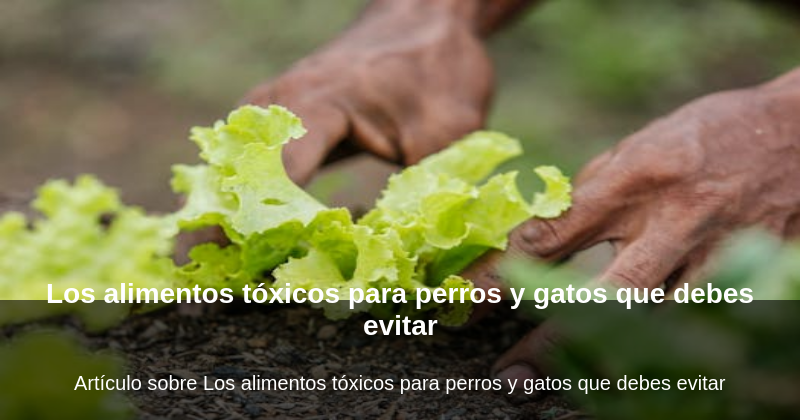 Los alimentos tóxicos para perros y gatos que debes
evitar
Artículo sobre Los alimentos tóxicos para perros y gatos que debes evitar